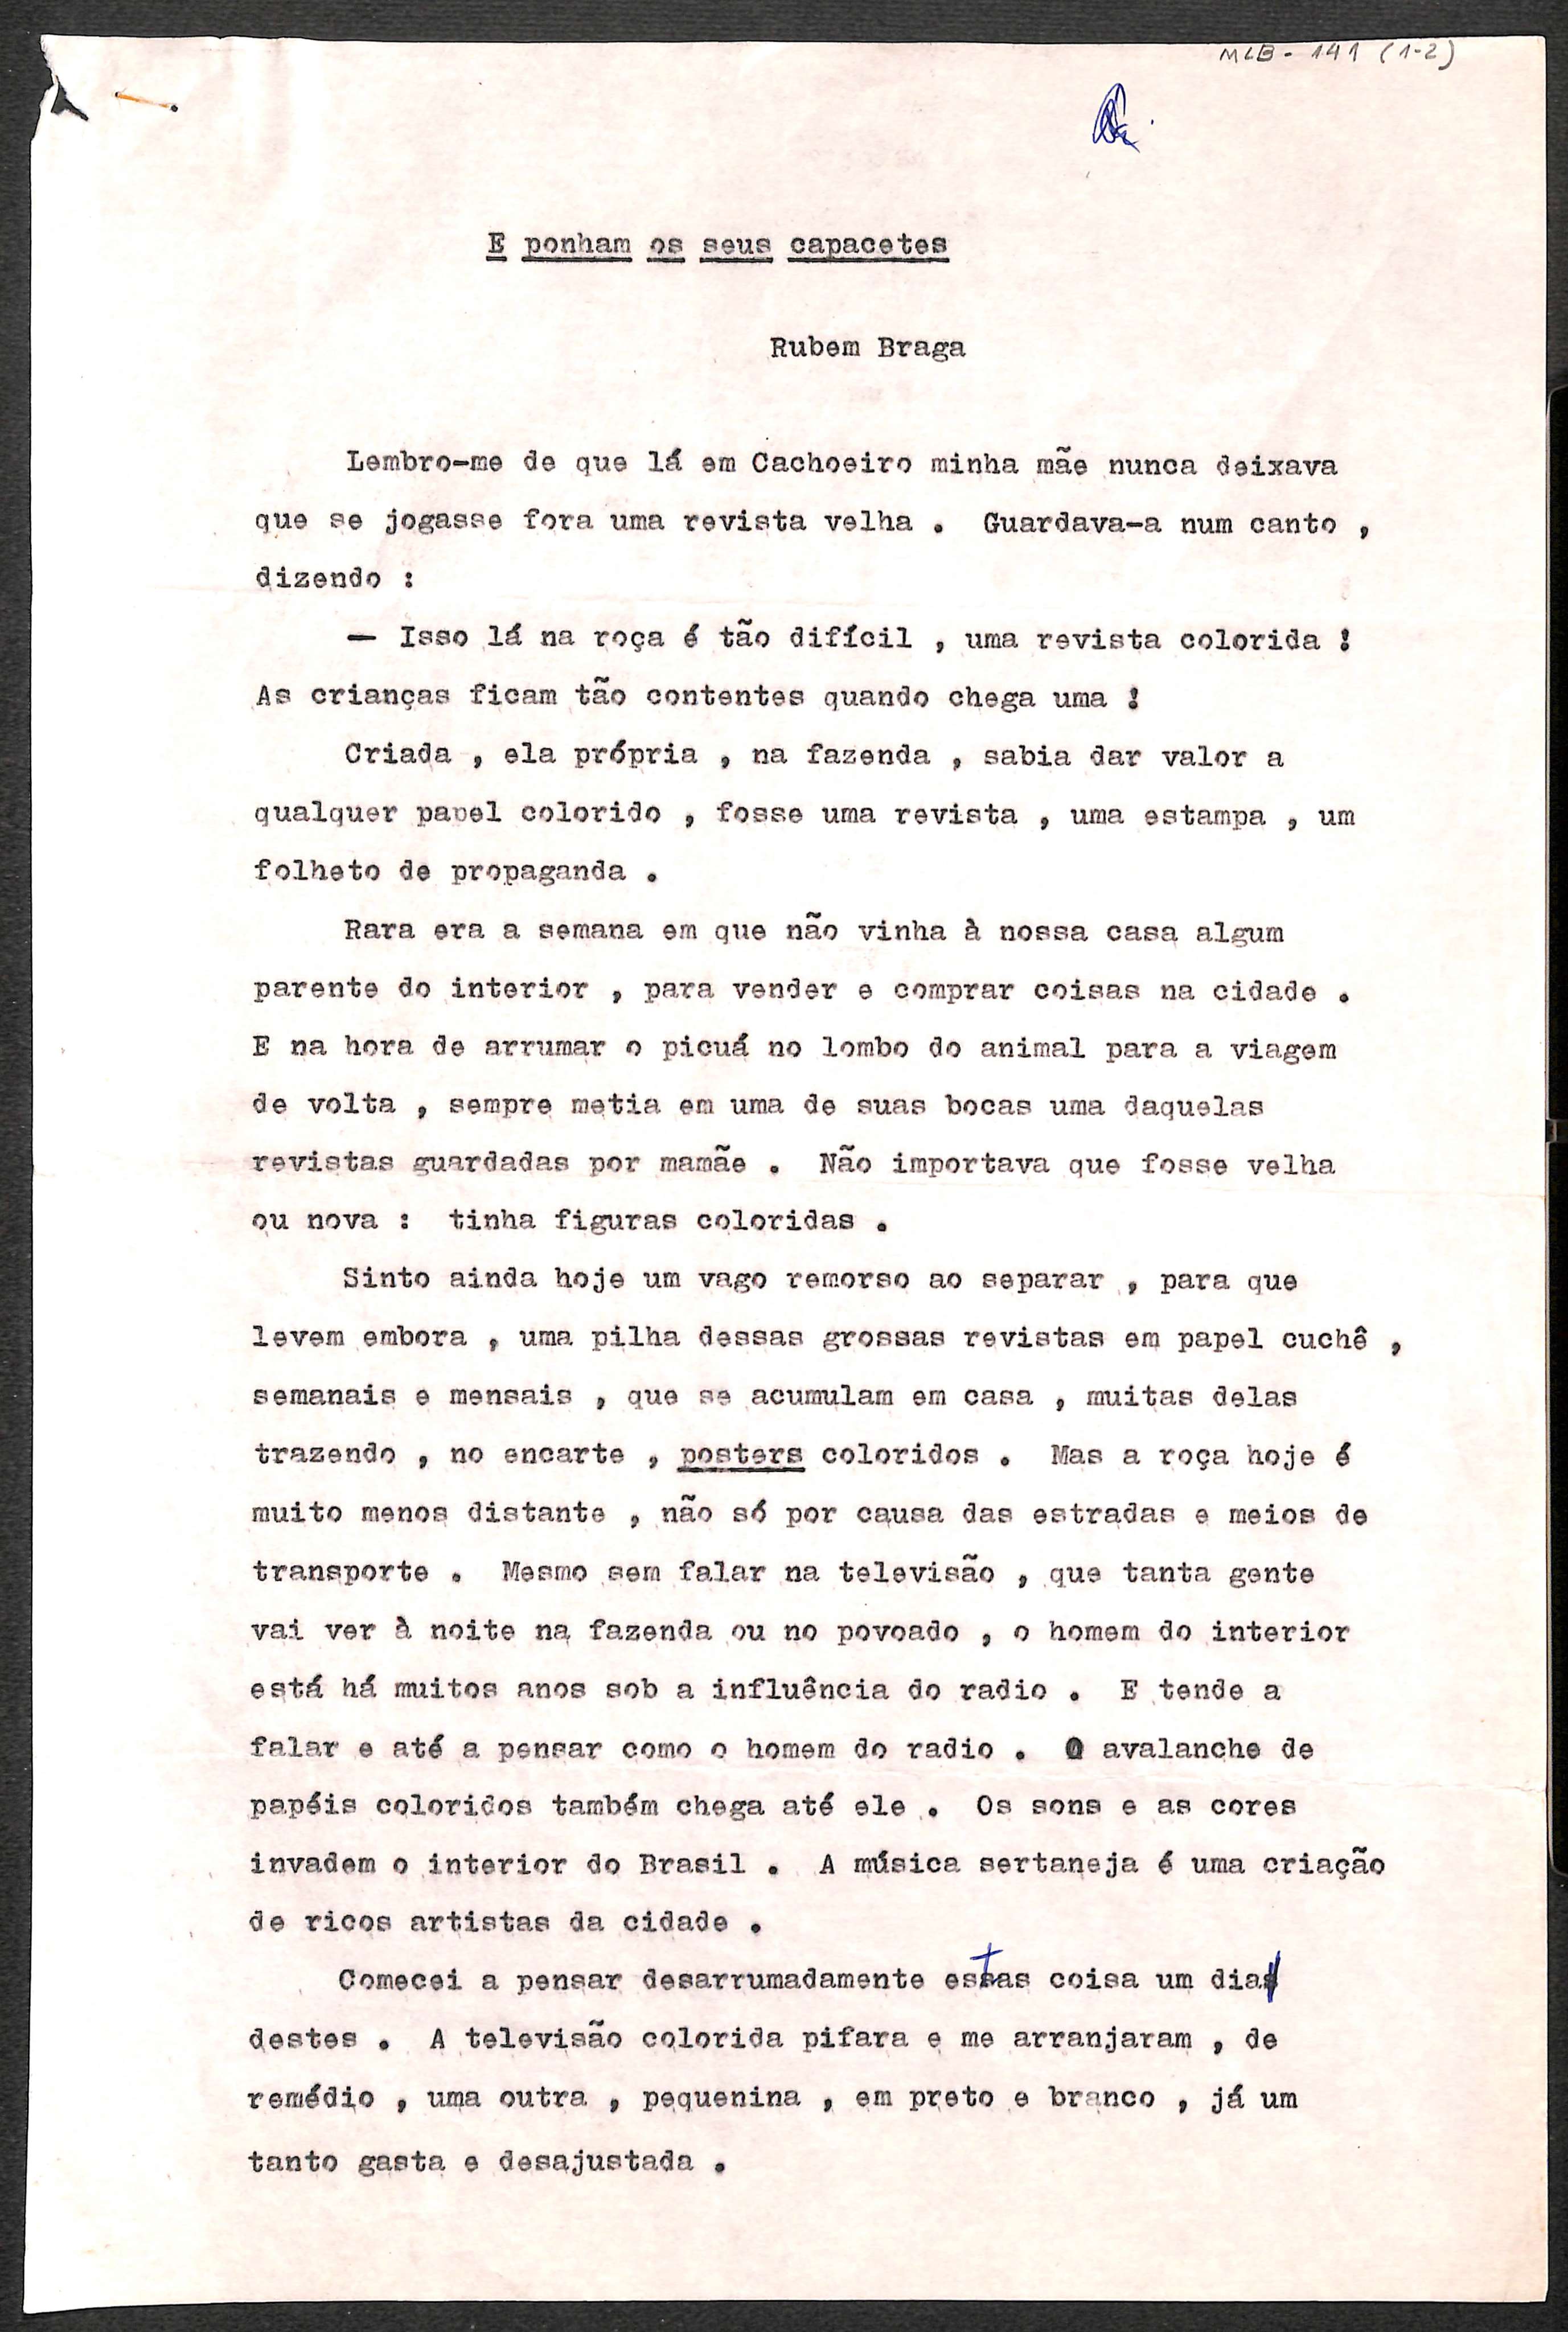 MLB - 141 (1-2)
E ponham os seus capacetes
Rubem Braga
Lembro-me de que lá em Cachoeiro minha mãe nunca deixava
que se jogasse fora uma revista velha . Guardava-a num canto ,
dizendo :
— Isso lá na roça é tão difícil , uma revista colorida !
As crianças ficam tão contentes quando chega uma !
Criada , ela própria , na fazenda , sabia dar valor a
qualquer papel colorido , fosse uma revista , uma estampa , um
folheto de propaganda .
Rara era a semana em que não vinha à nossa casa algum
parente do interior , para vender e comprar coisas na cidade .
E na hora de arrumar o picuá no lombo do animal para a viagem
de volta , sempre metia em uma de suas bocas uma daquelas
revistas guardadas por mamãe . Não importava que fosse velha
ou nova : tinha figuras coloridas .
Sinto ainda hoje um vago remorso ao separar , para que
levem embora , uma pilha dessas grossas revistas em papel cuchê ,
semanais e mensais , que se acumulam em casa , muitas delas
trazendo , no encarte , posters coloridos . Mas a roça hoje é
muito menos distante , não só por causa das estradas e meios de
transporte . Mesmo sem falar na televisão , que tanta gente
vai ver à noite na fazenda ou no povoado , o homem do interior
está há muitos anos sob a influência do radio . E tende a
falar e até a pensar como o homem do radio . avalanche de
papéis coloridos também chega até ele . Os sons e as cores
invadem o interior do Brasil . A música sertaneja é uma criação
de ricos artistas da cidade .
Comecei a pensar desarrumadamente estas coisa um dia
destes . A televisão colorida pifara e me arranjaram , de
remédio , uma outra , pequenina , em preto e branco , já um
tanto gasta e desajustada .